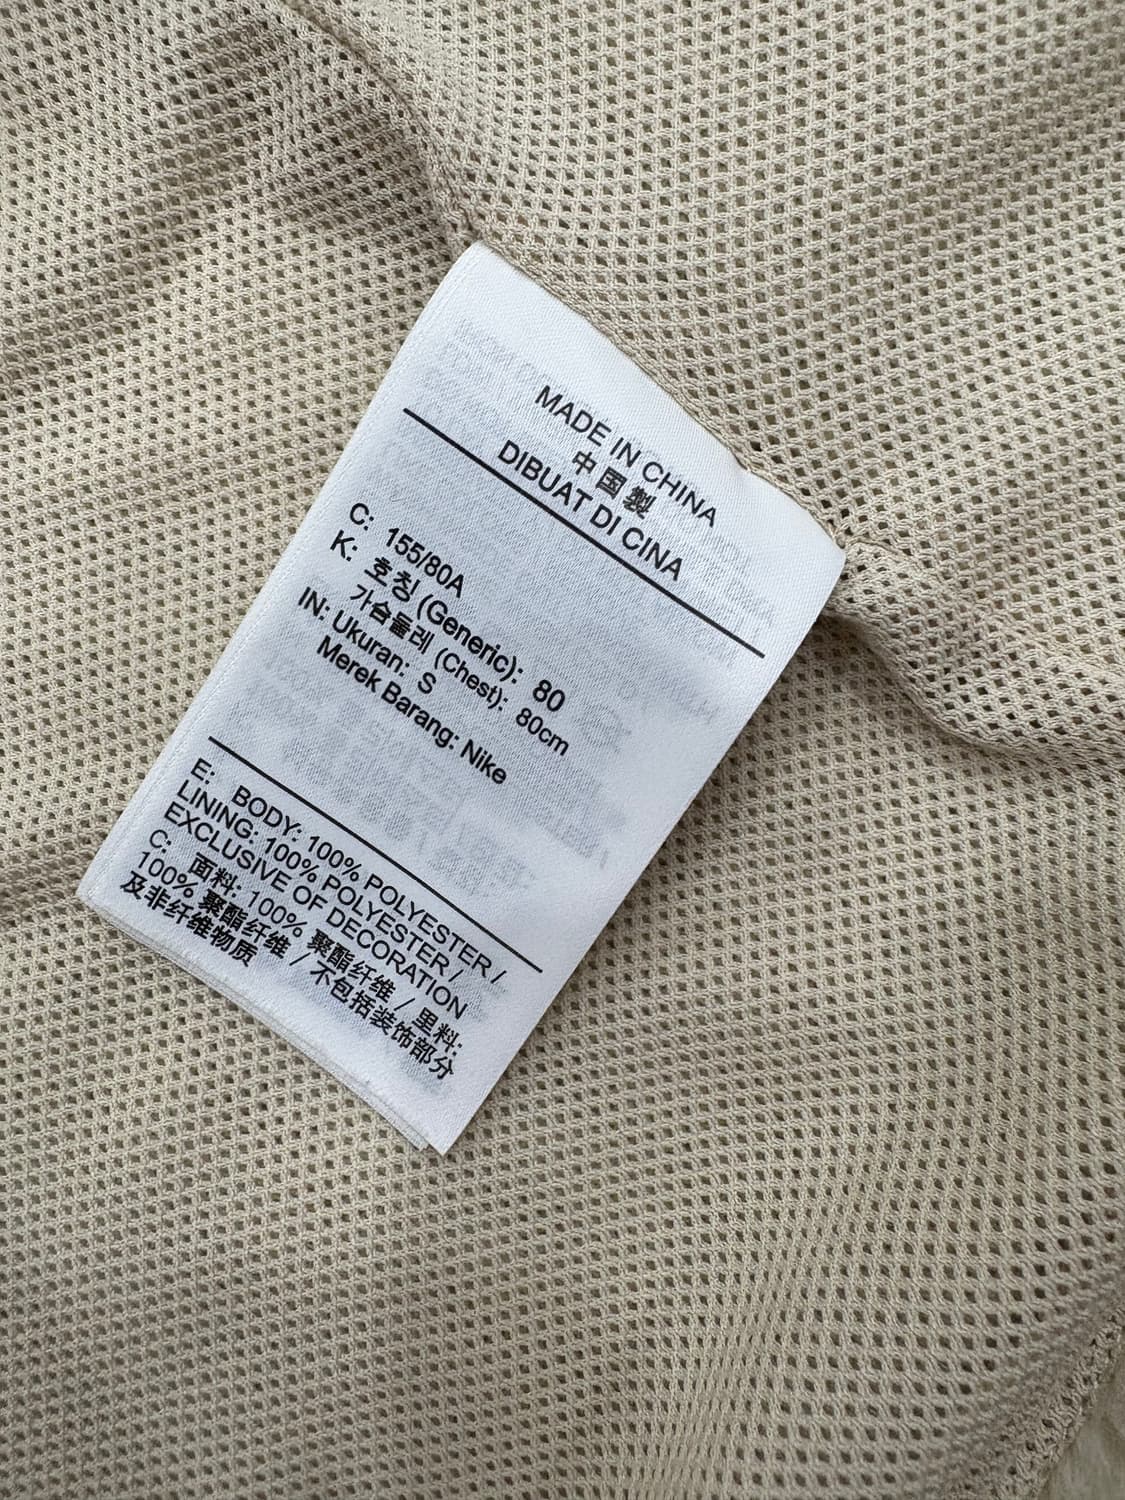 MADE IN CHINA
中国製
DIBUAT DI CINA
C: 155/80A
K: 호칭 (Generic): 80
가슴둘레 (Chest): 80cm
IN: Ukuran: S
Merek Barang: Nike
E: BODY: 100% POLYESTER /
LINING: 100% POLYESTER /
EXCLUSIVE OF DECORATION
C: 面料: 100% 聚酯纤维 / 里料:
100% 聚酯纤维 / 不包括装饰部分
及非纤维物质